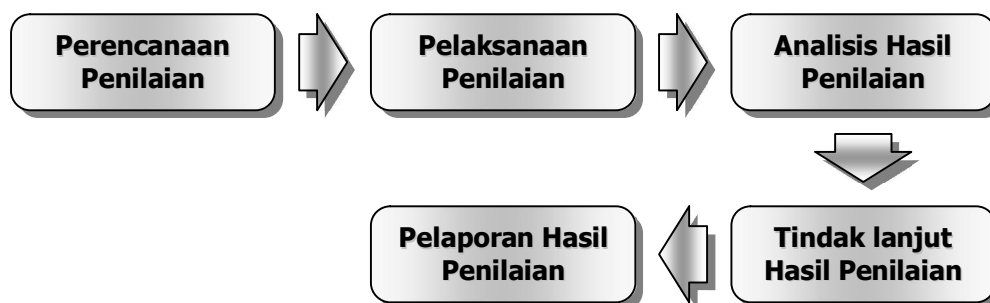 Perencanaan
Penilaian
Pelaksanaan
Penilaian
Analisis Hasil
Penilaian
Tindak lanjut
Hasil Penilaian
Pelaporan Hasil
Penilaian